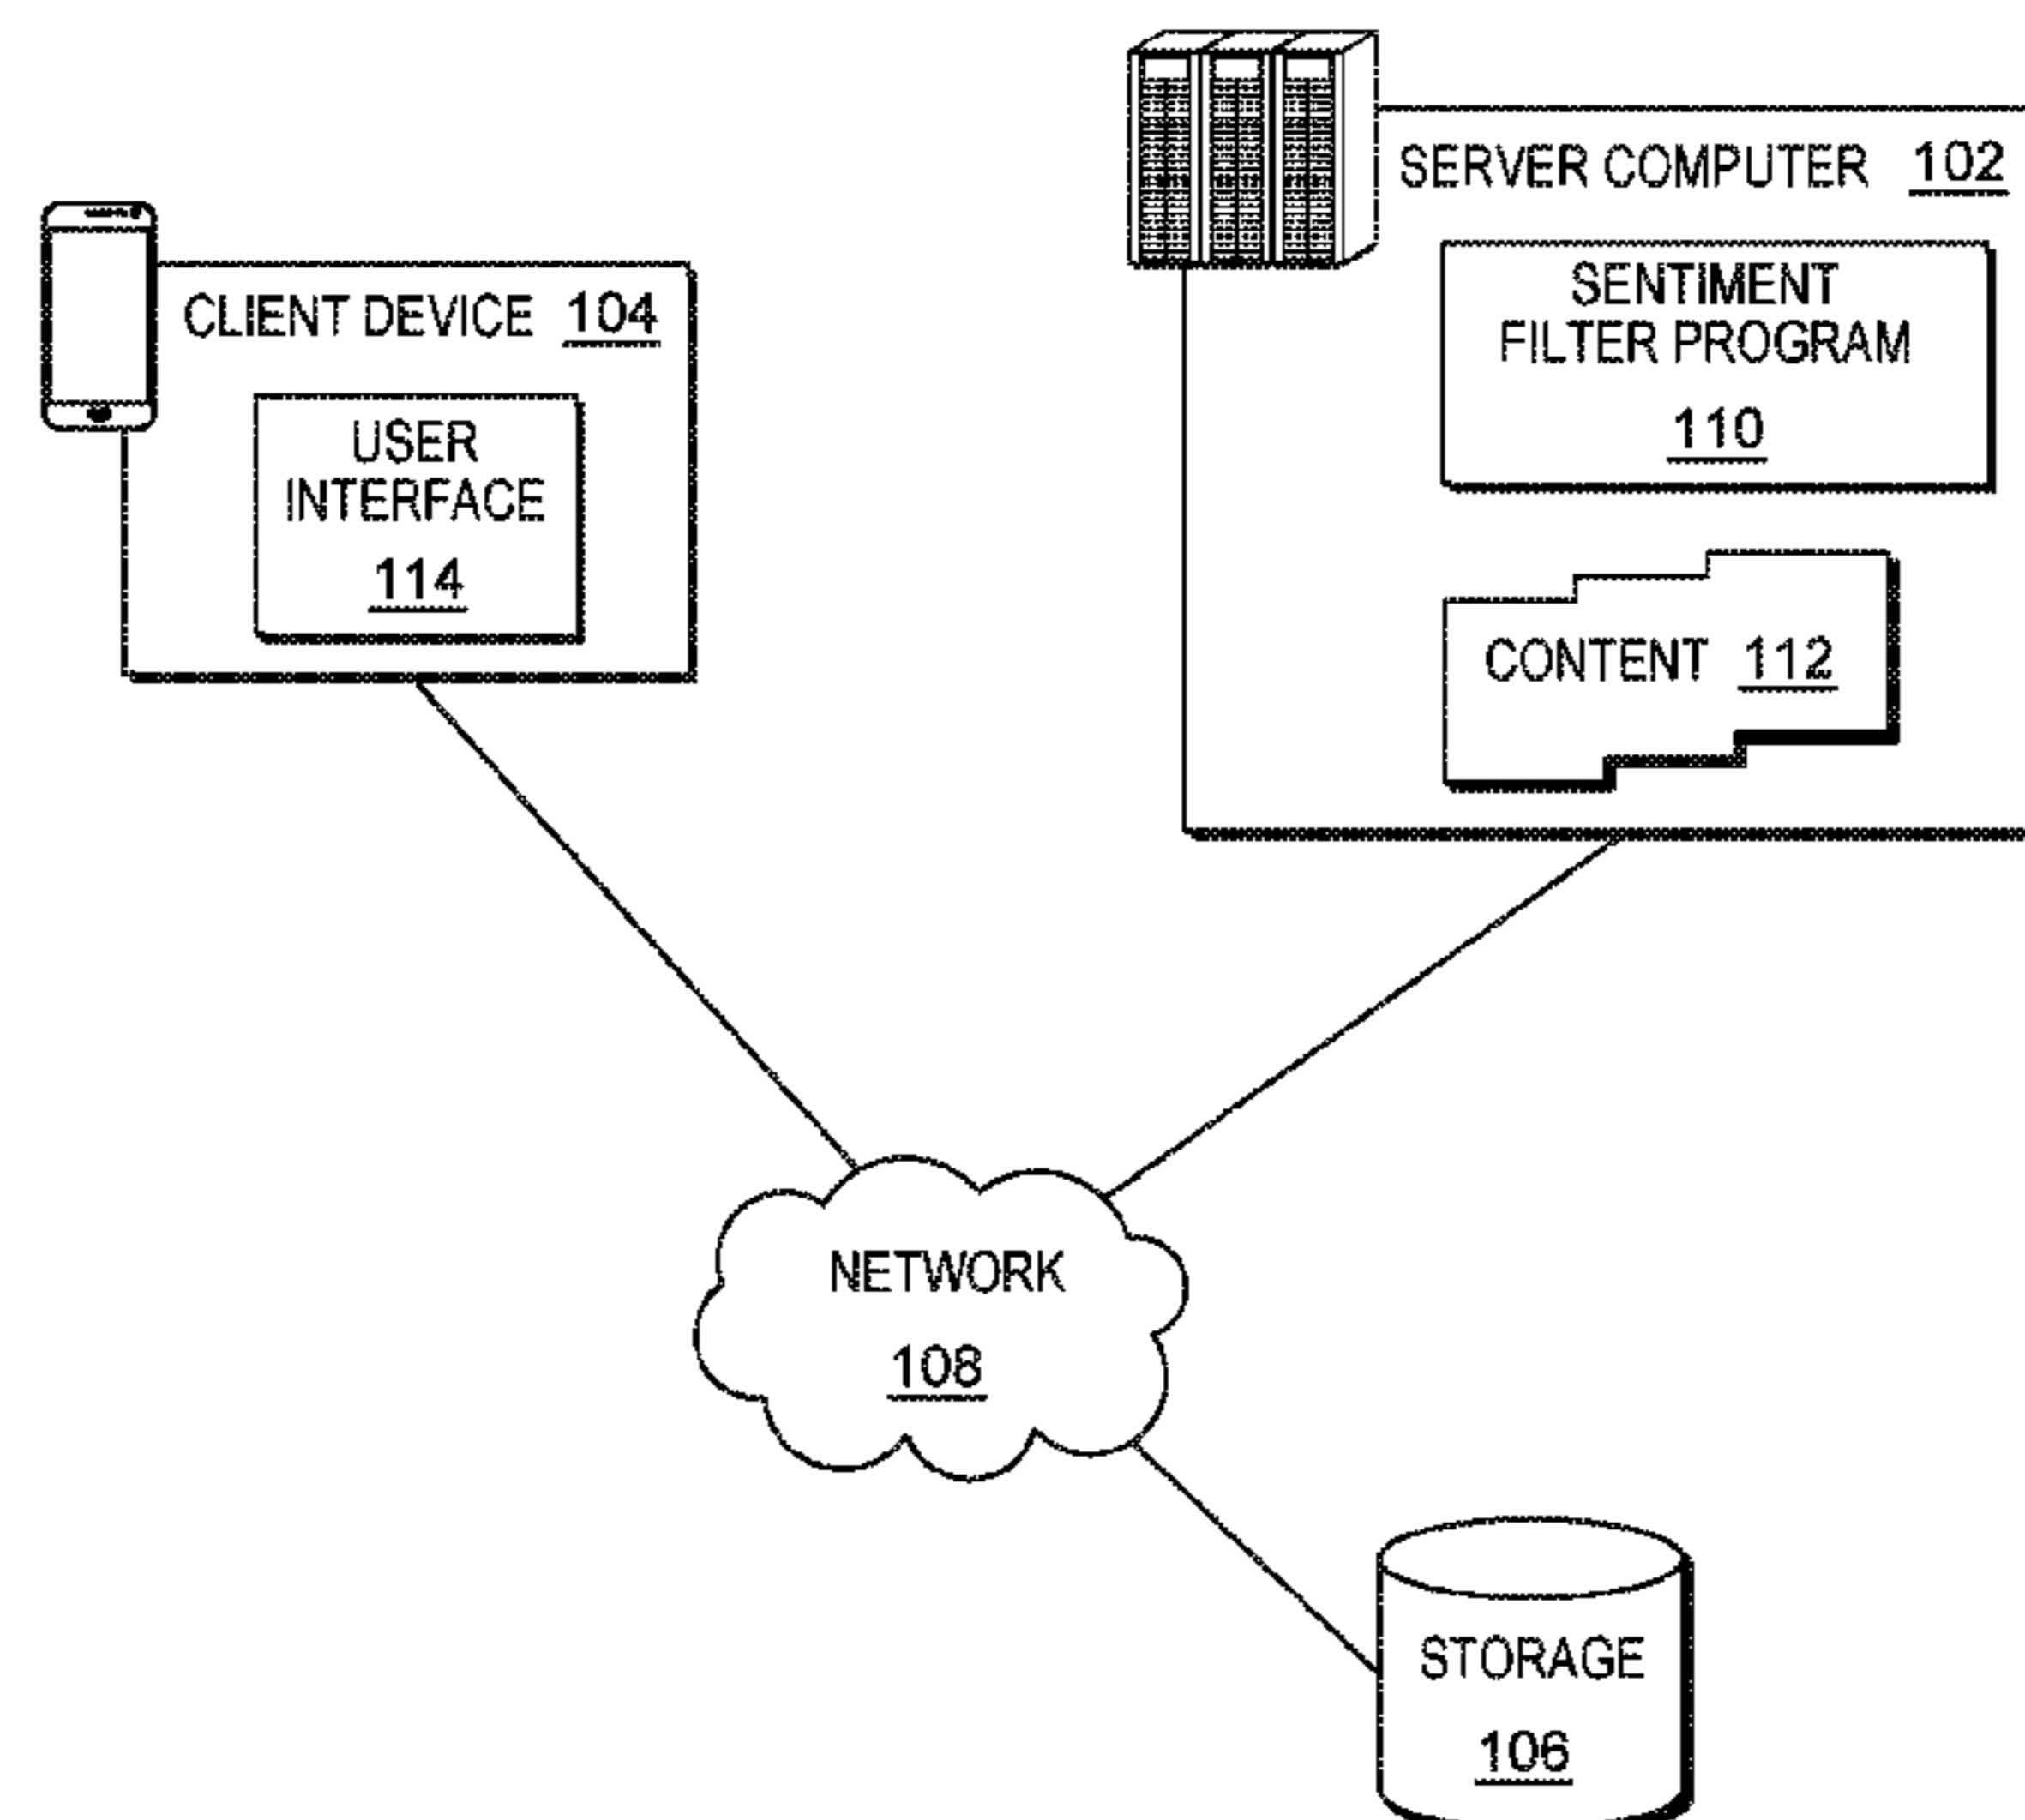 SERVER COMPUTER 102
SENTIMENT
FILTER PROGRAM
110
CONTENT 112
CLIENT DEVICE 104
USER
INTERFACE
114
NETWORK
108
STORAGE
106